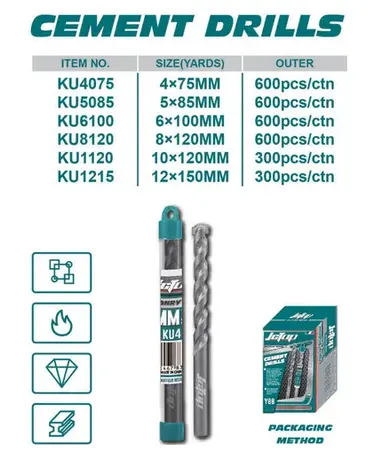 CEMENT DRILLS
ITEM NO. SIZE(YARDS) OUTER
KU4075 4×75MM 600pcs/ctn
KU5085 5×85MM 600pcs/ctn
KU6100 6×100MM 600pcs/ctn
KU8120 8×120MM 600pcs/ctn
KU1120 10×120MM 300pcs/ctn
KU1215 12×150MM 300pcs/ctn
MM
KU4
Jetop
CEMENT
DRILLS
PACKAGING
METHOD